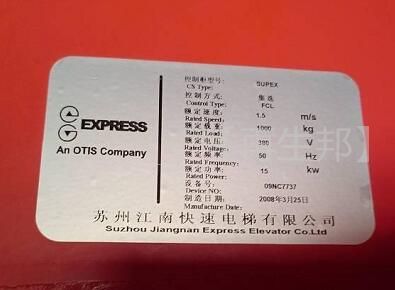 EXPRESS
An OTIS Company
控制柜型号:
CS Type: SUPEX
控制方式: 集选
Control Type: FCL
额定速度: 1.5 m/s
Rated Speed:
额定载重: 1000 kg
Rated Load:
额定电压: 380 V
Rated Voltage:
额定频率: 50 Hz
Rated Frequency:
额定功率: 15 kw
Rated Power:
设备号: 09NC7737
Device NO:
制造日期: 2008年3月25日
Manufacture Date:
苏州江南快速电梯有限公司
Suzhou Jiangnan Express Elevator Co.Ltd